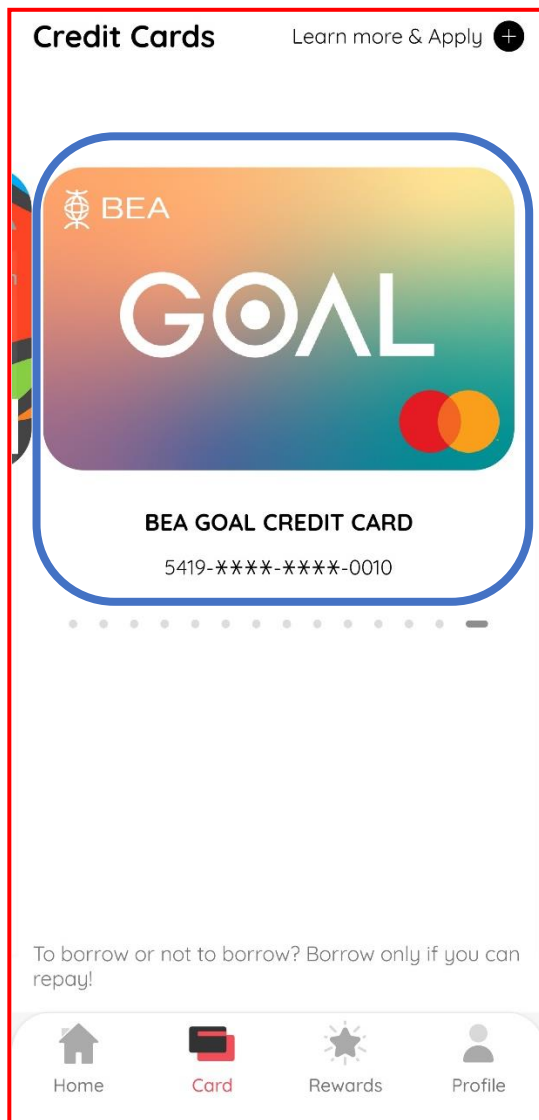 Credit Cards
Learn more & Apply
BEA
GOAL
BEA GOAL CREDIT CARD
5419-****-****-0010
To borrow or not to borrow? Borrow only if you can
repay!
Home
Card
Rewards
Profile